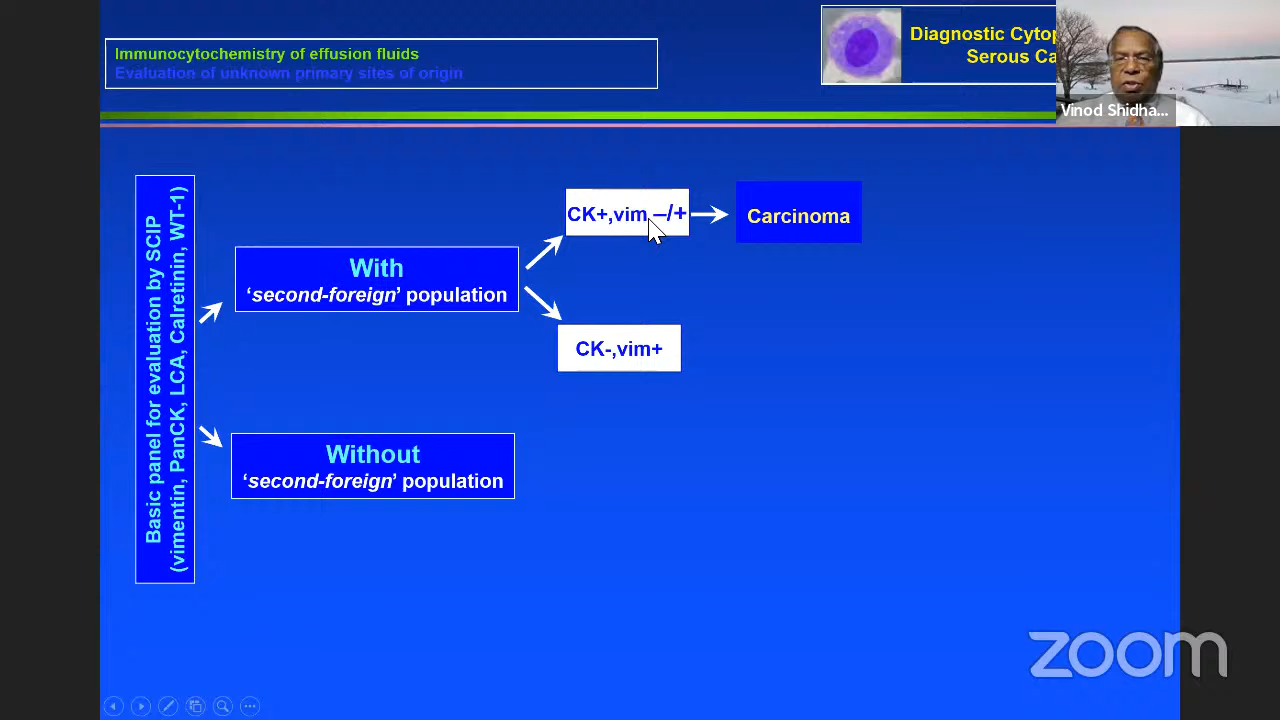 Immunocytochemistry of effusion fluids
Evaluation of unknown primary sites of origin
Diagnostic Cytop
Serous Ca
Vinod Shidha...
Basic panel for evaluation by SCIP
(vimentin, PanCK, LCA, Calretinin, WT-1)
With
‘second-foreign’ population
CK+,vim –/+
Carcinoma
CK-,vim+
Without
‘second-foreign’ population
zoom